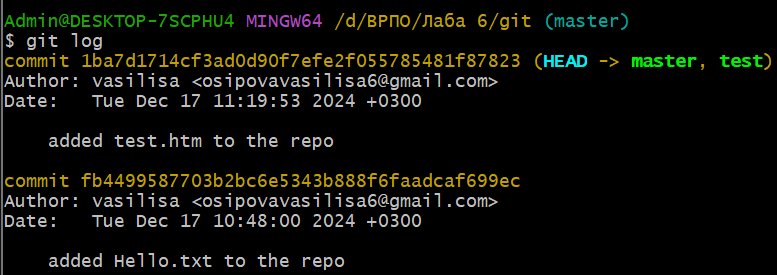 Admin@DESKTOP-7SCPHU4 MINGW64 /d/ВРПО/Лаба 6/git (master)
$ git log
commit 1ba7d1714cf3ad0d90f7efe2f055785481f87823 (HEAD -> master, test)
Author: vasilisa <osipovavasilisa6@gmail.com>
Date:   Tue Dec 17 11:19:53 2024 +0300
    added test.htm to the repo
commit fb4499587703b2bc6e5343b888f6faadcaf699ec
Author: vasilisa <osipovavasilisa6@gmail.com>
Date:   Tue Dec 17 10:48:00 2024 +0300
    added Hello.txt to the repo